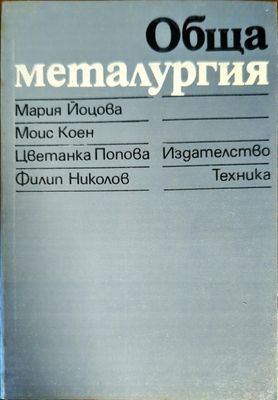 Обща
металургия
Мария Йоцова
Моис Коен
Цветанка Попова Издателство
Филип Николов Техника